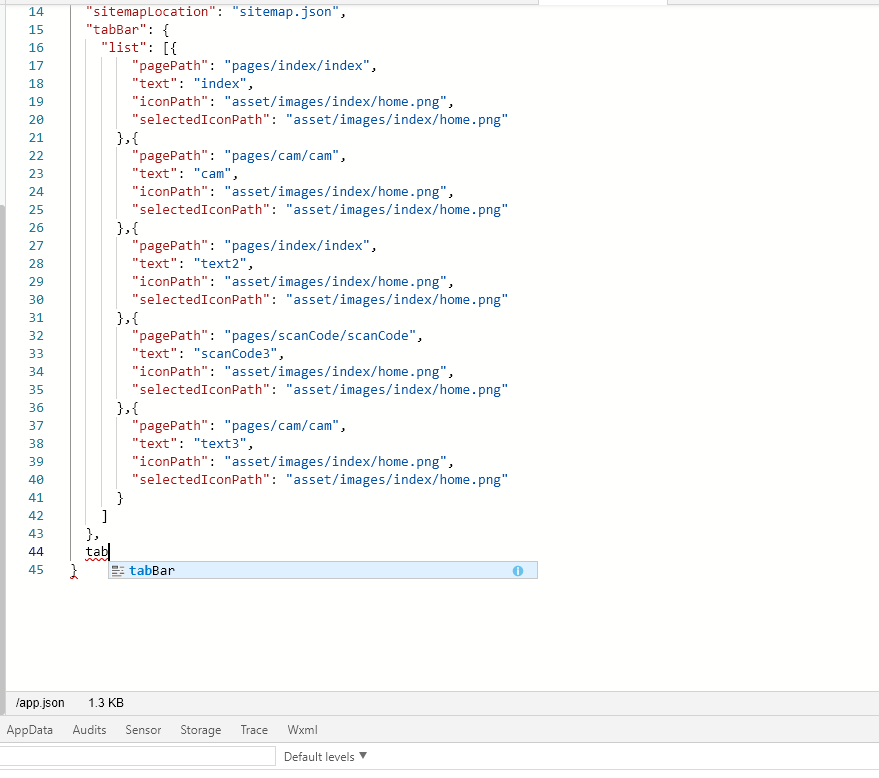 14 "sitemapLocation": "sitemap.json",
15 "tabBar": {
16 "list": [{
17 "pagePath": "pages/index/index",
18 "text": "index",
19 "iconPath": "asset/images/index/home.png",
20 "selectedIconPath": "asset/images/index/home.png"
21 },{
22 "pagePath": "pages/cam/cam",
23 "text": "cam",
24 "iconPath": "asset/images/index/home.png",
25 "selectedIconPath": "asset/images/index/home.png"
26 },{
27 "pagePath": "pages/index/index",
28 "text": "text2",
29 "iconPath": "asset/images/index/home.png",
30 "selectedIconPath": "asset/images/index/home.png"
31 },{
32 "pagePath": "pages/scanCode/scanCode",
33 "text": "scanCode3",
34 "iconPath": "asset/images/index/home.png",
35 "selectedIconPath": "asset/images/index/home.png"
36 },{
37 "pagePath": "pages/cam/cam",
38 "text": "text3",
39 "iconPath": "asset/images/index/home.png",
40 "selectedIconPath": "asset/images/index/home.png"
41 }
42 ]
43 },
44 tab
45 } tabBar
/app.json 1.3 KB
AppData Audits Sensor Storage Trace Wxml
Default levels ▼